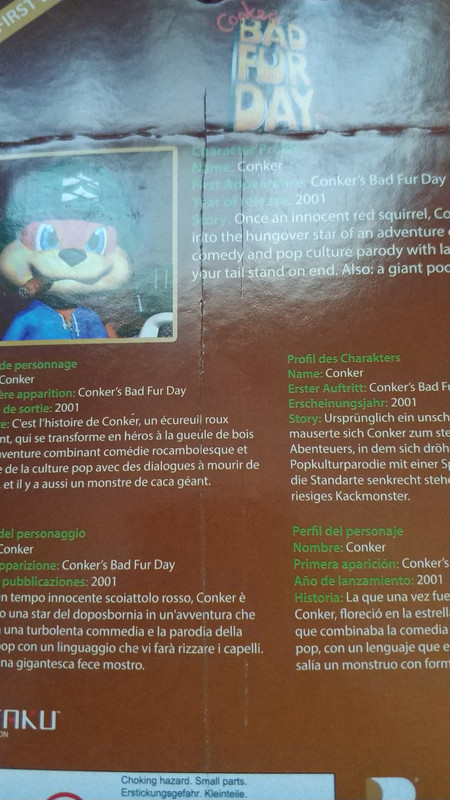 FIRST
Conker's
BAD
FUR
DAY
Character Pro
Name: Conker
First Appearance: Conker's Bad Fur Day
Year of release: 2001
Story: Once an innocent red squirrel, Co
into the hungover star of an adventure
comedy and pop culture parody with la
your tail stand on end. Also: a giant poo
de personnage
Conker
ère apparition: Conker's Bad Fur Day
de sortie: 2001
e: C'est l'histoire de Conker, un écureuil roux
nt, qui se transforme en héros à la gueule de bois
venture combinant comédie rocambolesque et
e de la culture pop avec des dialogues à mourir de
, et il y a aussi un monstre de caca géant.
Profil des Charakters
Name: Conker
Erster Auftritt: Conker's Bad Fu
Erscheinungsjahr: 2001
Story: Ursprünglich ein unsch
mauserte sich Conker zum ste
Abenteuers, in dem sich dröh
Popkulturparodie mit einer Sp
die Standarte senkrecht stehe
riesiges Kackmonster.
del personaggio
Conker
pparizione: Conker's Bad Fur Day
pubblicaziones: 2001
n tempo innocente scoiattolo rosso, Conker è
o una star del doposbornia in un'avventura che
una turbolenta commedia e la parodia della
pop con un linguaggio che vi farà rizzare i capelli.
na gigantesca fece mostro.
Perfil del personaje
Nombre: Conker
Primera aparición: Conker's
Año de lanzamiento: 2001
Historia: La que una vez fue
Conker, floreció en la estrell
que combinaba la comedia
pop, con un lenguaje que e
salía un monstruo con form
TAKU™
ON
Choking hazard. Small parts.
Erstickungsgefahr. Kleinteile.